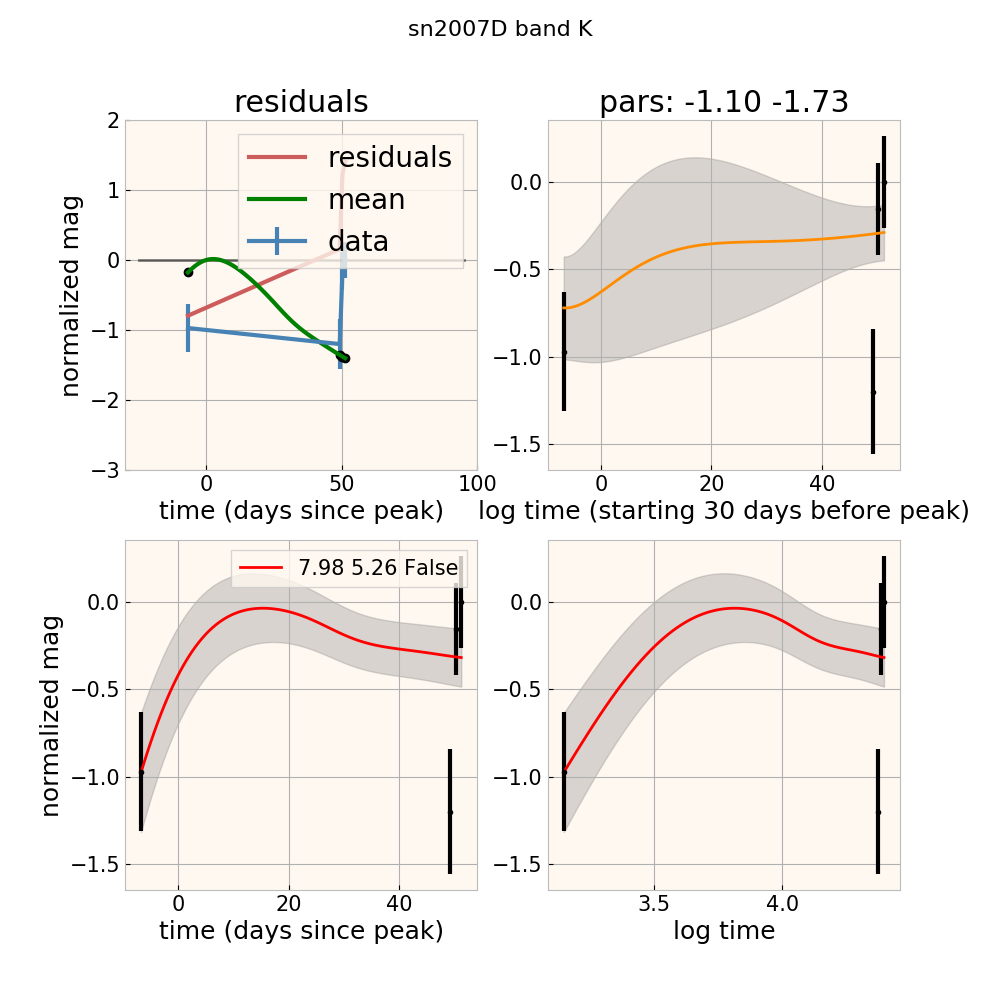 sn2007D band K
residuals
pars: -1.10 -1.73
normalized mag
2
1
0
−1
−2
−3
residuals
mean
data
0
50
100
time (days since peak)
0.0
−0.5
−1.0
−1.5
0
20
40
log time (starting 30 days before peak)
normalized mag
0.0
−0.5
−1.0
−1.5
7.98 5.26 False
0
20
40
time (days since peak)
0.0
−0.5
−1.0
−1.5
3.5
4.0
log time